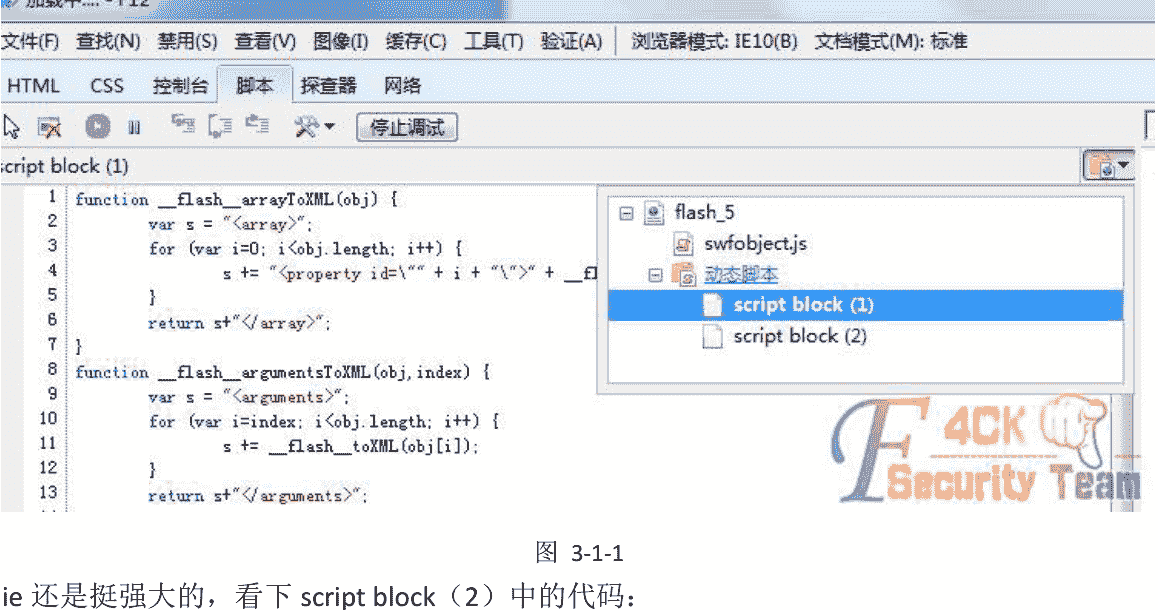 加载中.... - F12
文件(F) 查找(N) 禁用(S) 查看(V) 图像(I) 缓存(C) 工具(T) 验证(A) 浏览器模式: IE10(B) 文档模式(M): 标准
HTML CSS 控制台 脚本 探查器 网络
停止调试
script block (1)
1 function __flash__arrayToXML(obj) {
2 var s = "<array>";
3 for (var i=0; i<obj.length; i++) {
4 s += "<property id=\"" + i + "\">" + __fl
5 }
6 return s+"</array>";
7 }
8 function __flash__argumentsToXML(obj,index) {
9 var s = "<arguments>";
10 for (var i=index; i<obj.length; i++) {
11 s += __flash__toXML(obj[i]);
12 }
13 return s+"</arguments>";
flash_5
swfobject.js
动态脚本
script block (1)
script block (2)
F4CK
Security Team
图 3-1-1
ie 还是挺强大的，看下 script block（2）中的代码：